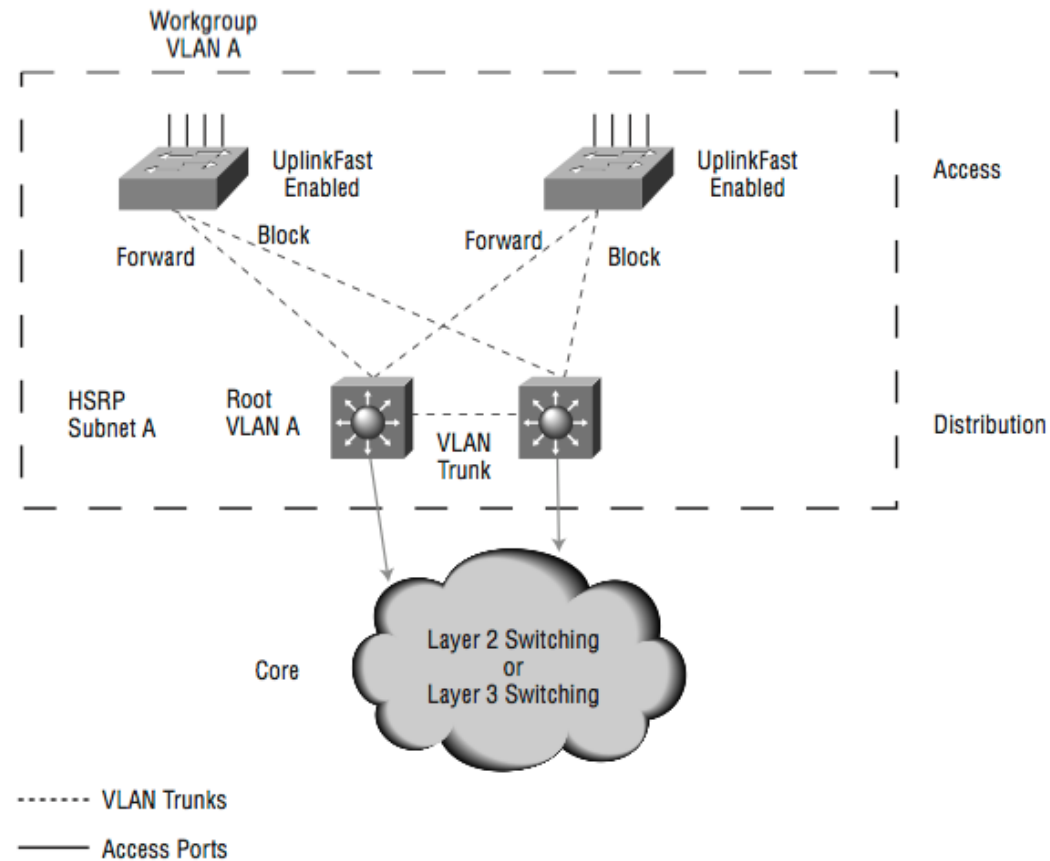 Workgroup
VLAN A
UplinkFast
Enabled
UplinkFast
Enabled
Access
Forward
Block
Forward
Block
HSRP
Subnet A
Root
VLAN A
VLAN
Trunk
Distribution
Core
Layer 2 Switching
or
Layer 3 Switching
VLAN Trunks
Access Ports